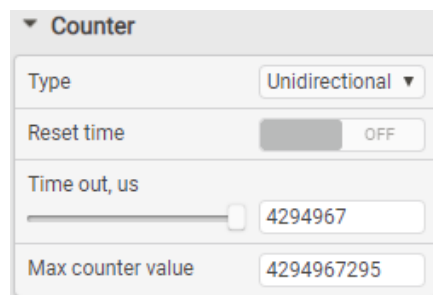 Counter
Type Unidirectional
Reset time OFF
Time out, us
4294967
Max counter value 4294967295